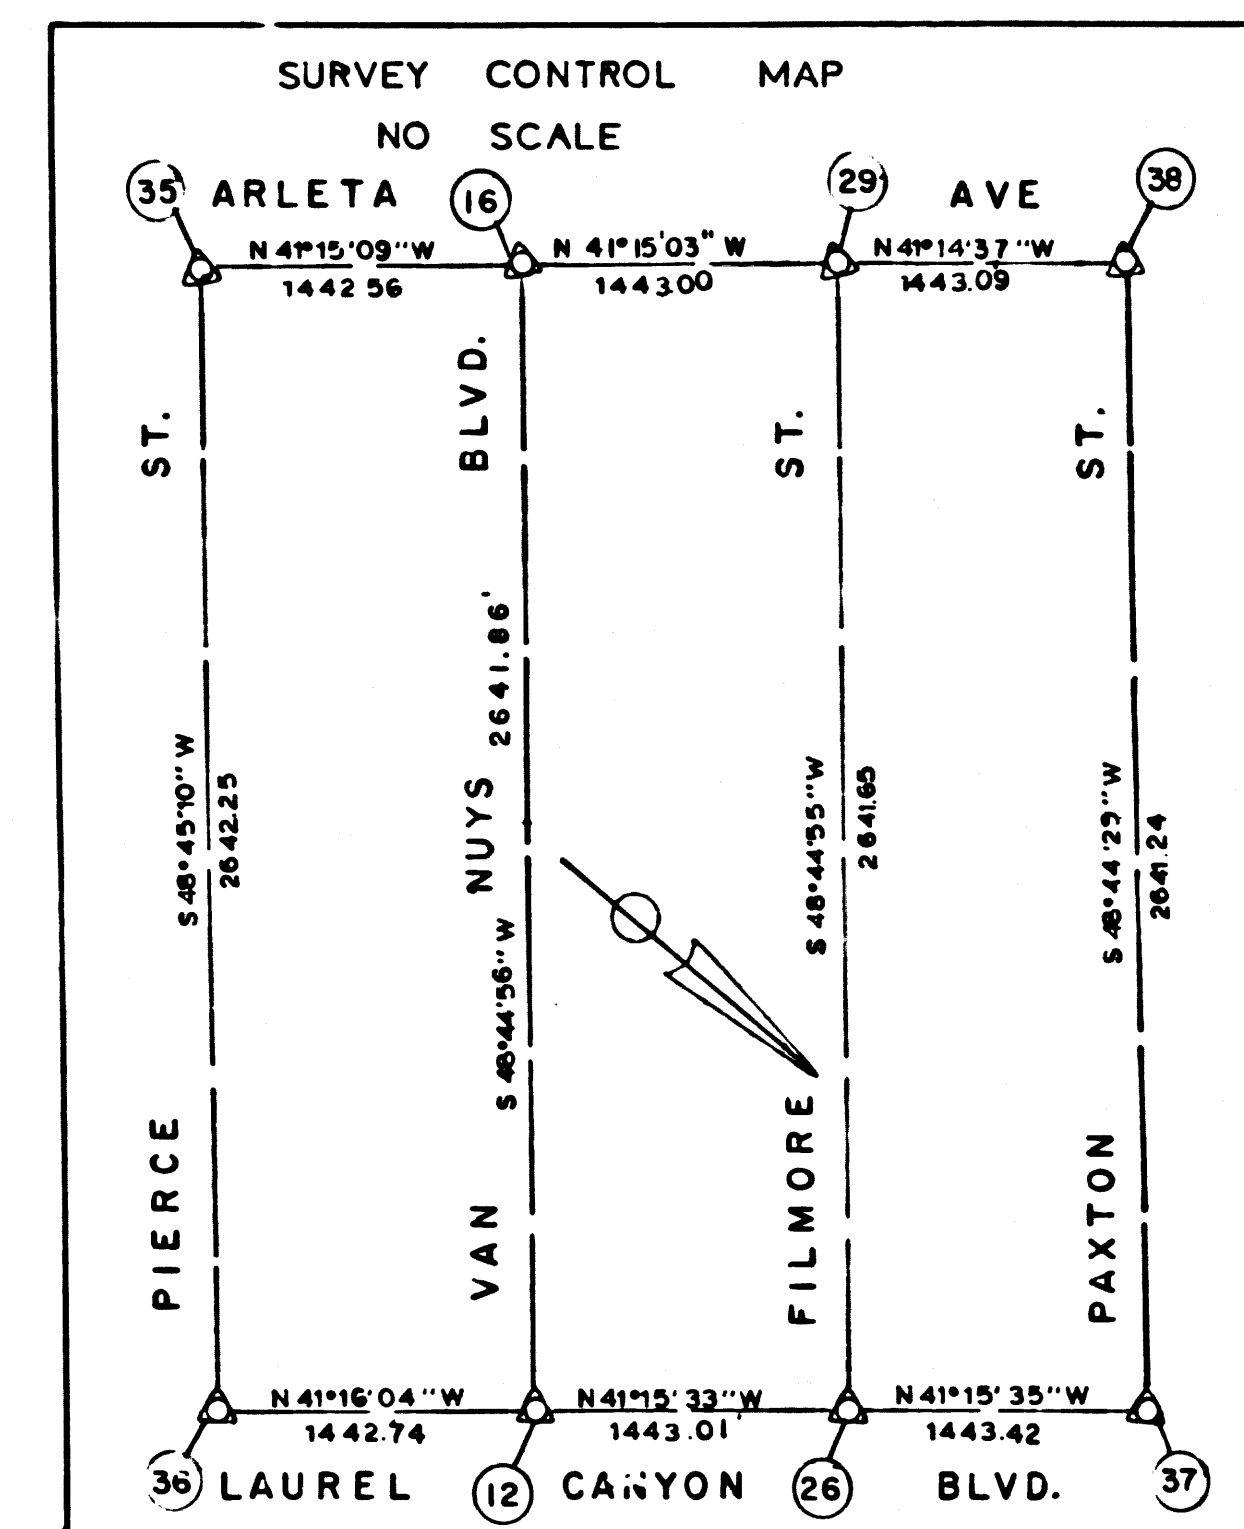 SURVEY CONTROL MAP
NO SCALE
35 ARLETA 16 29 AVE 38
N 41°15'09"W N 41°15'03" W N41°14'37"W
1442 56 1443.00 1443.09
PIERCE ST.
S 48°45'10" W
2642.25
VAN NUYS BLVD.
S 48°44'56" W 2641.86'
FILMORE ST.
S 48°44'55"W
2641.65
PAXTON ST.
S 48°44'29"W
2641.24
N 41°16'04"W N41°15'33"W N41°15'35"W
1442.74 1443.01' 1443.42
36 LAUREL 12 CANYON 26 BLVD. 37